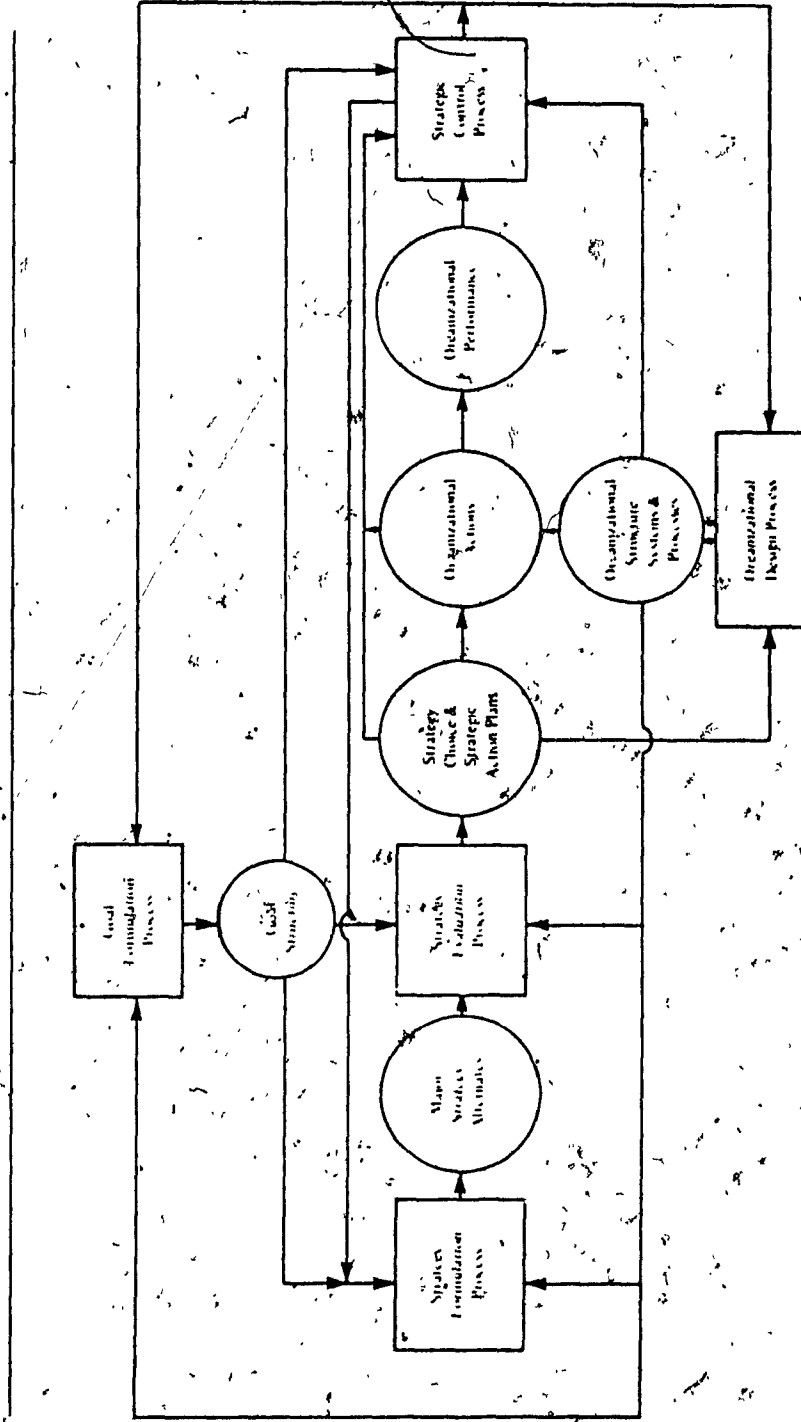 Goal
Formulation
Process
Goal
Structure
Strategy
Formulation
Process
Major
Strategy
Alternates
Strategy
Evaluation
Process
Strategy
Choice &
Strategic
Action Plans
Organizational
Actions
Organizational
Performance
Strategic
Control
Process
Organizational
Structure
Systems &
Processes
Organizational
Design Process